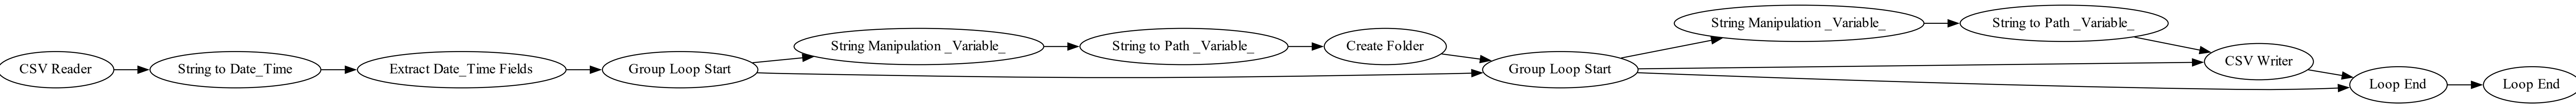 CSV Reader
String to Date_Time
Extract Date_Time Fields
Group Loop Start
String Manipulation _Variable_
String to Path _Variable_
Create Folder
Group Loop Start
String Manipulation _Variable_
String to Path _Variable_
CSV Writer
Loop End
Loop End